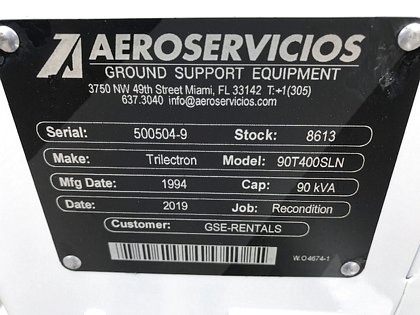 AEROSERVICIOS
GROUND SUPPORT EQUIPMENT
3750 NW 49th Street Miami, FL 33142 T:+1(305)
637.3040 info@aeroservicios.com
Serial: 500504-9 Stock: 8613
Make: Trilectron Model: 90T400SLN
Mfg Date: 1994 Cap: 90 kVA
Date: 2019 Job: Recondition
Customer: GSE-RENTALS
W.O4674-1